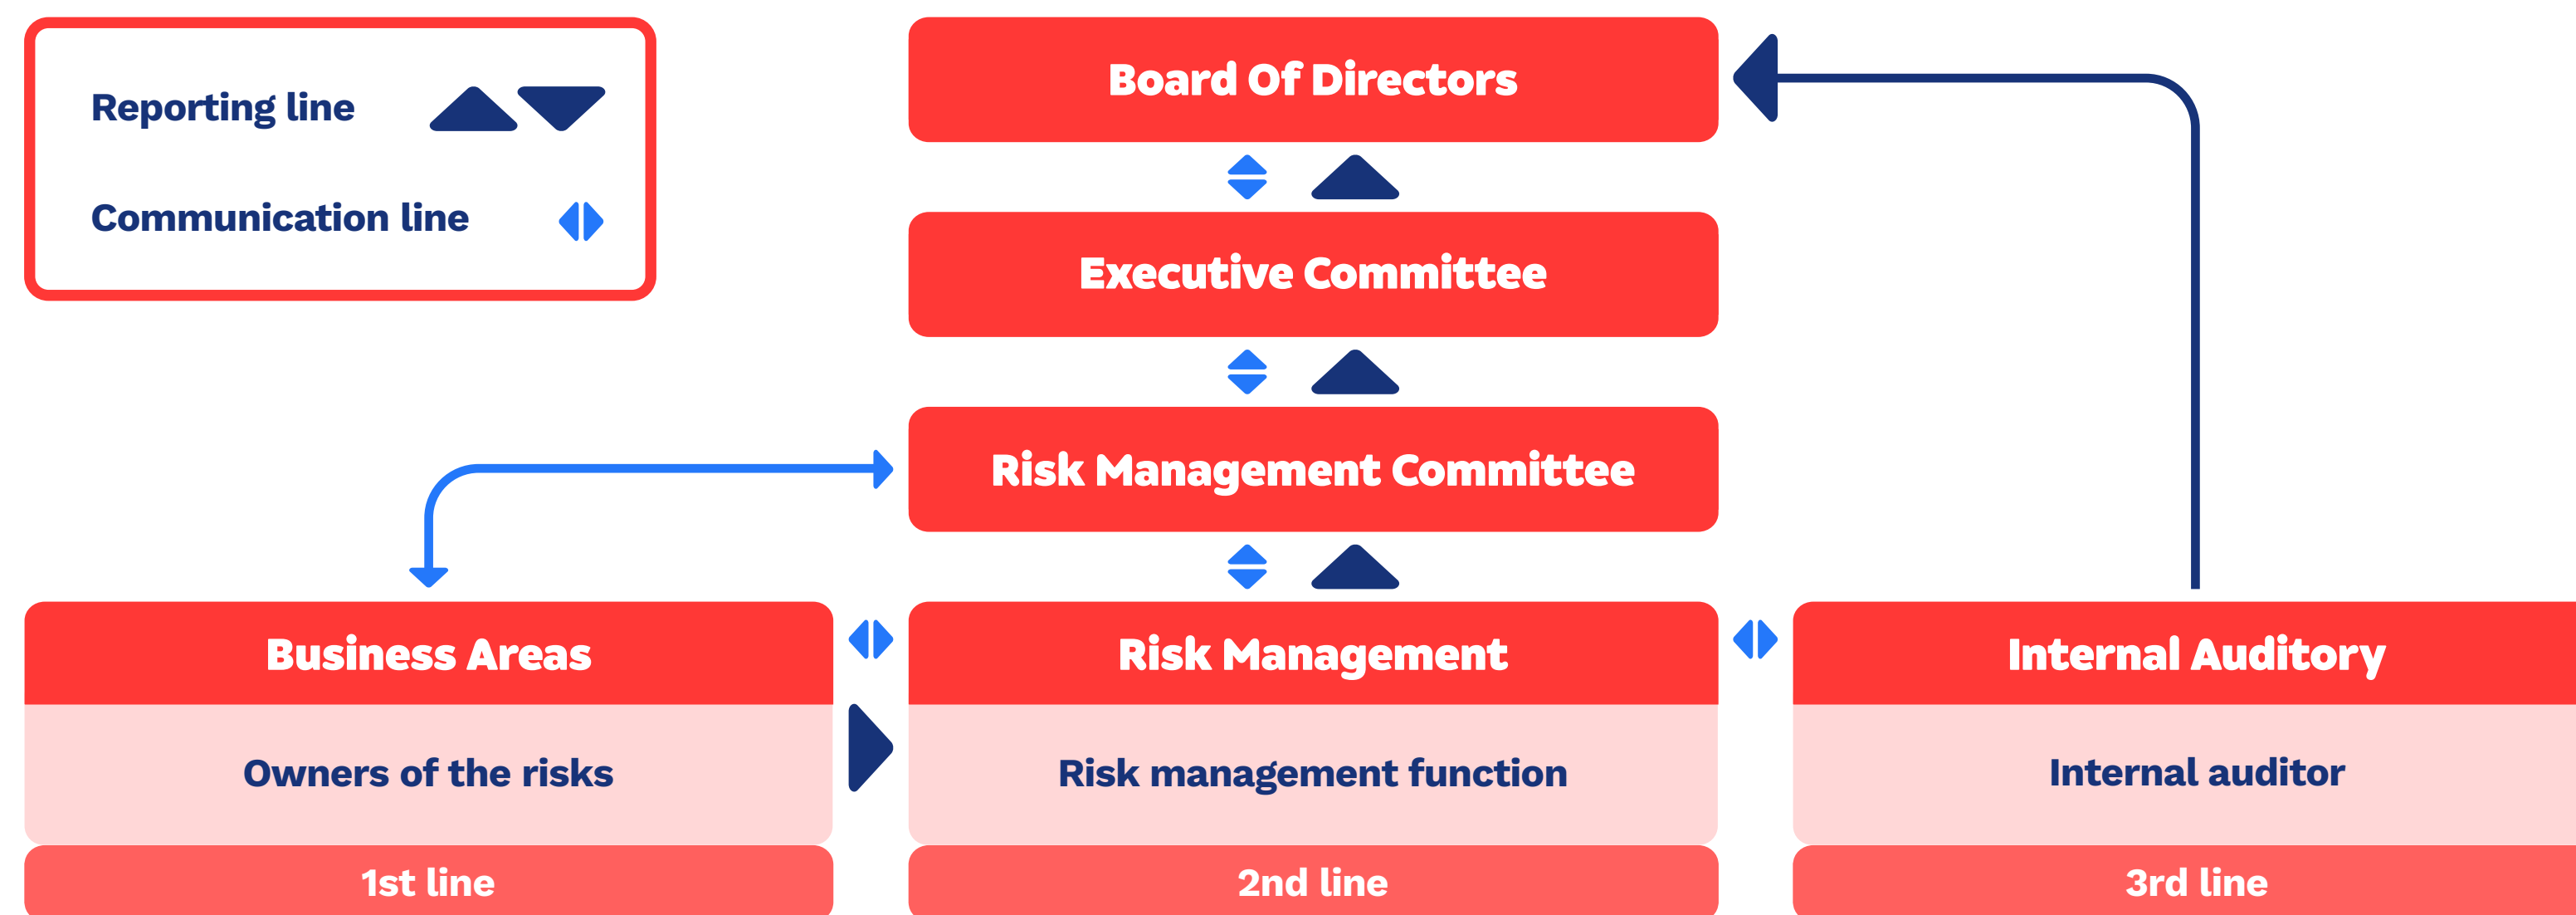 Reporting line
Communication line
Board Of Directors
Executive Committee
Risk Management Committee
Business Areas
Owners of the risks
1st line
Risk Management
Risk management function
2nd line
Internal Auditory
Internal auditor
3rd line